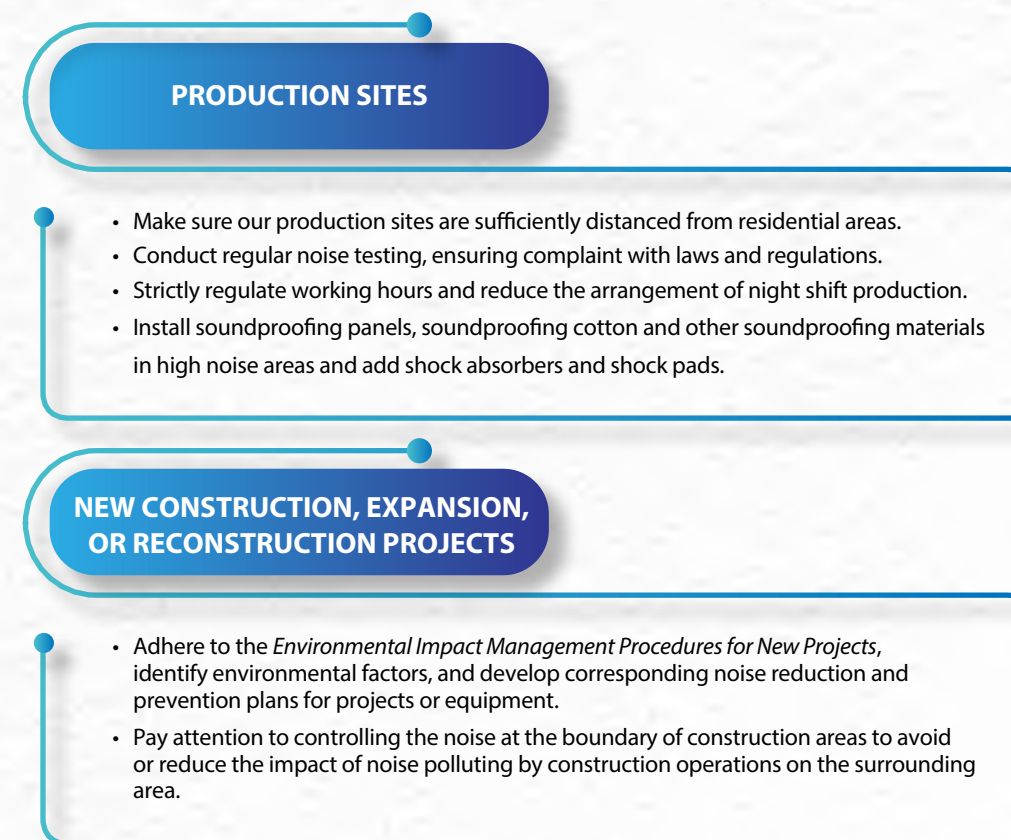 PRODUCTION SITES
• Make sure our production sites are sufficiently distanced from residential areas.
• Conduct regular noise testing, ensuring complaint with laws and regulations.
• Strictly regulate working hours and reduce the arrangement of night shift production.
• Install soundproofing panels, soundproofing cotton and other soundproofing materials
in high noise areas and add shock absorbers and shock pads.
NEW CONSTRUCTION, EXPANSION,
OR RECONSTRUCTION PROJECTS
• Adhere to the Environmental Impact Management Procedures for New Projects,
identify environmental factors, and develop corresponding noise reduction and
prevention plans for projects or equipment.
• Pay attention to controlling the noise at the boundary of construction areas to avoid
or reduce the impact of noise polluting by construction operations on the surrounding
area.